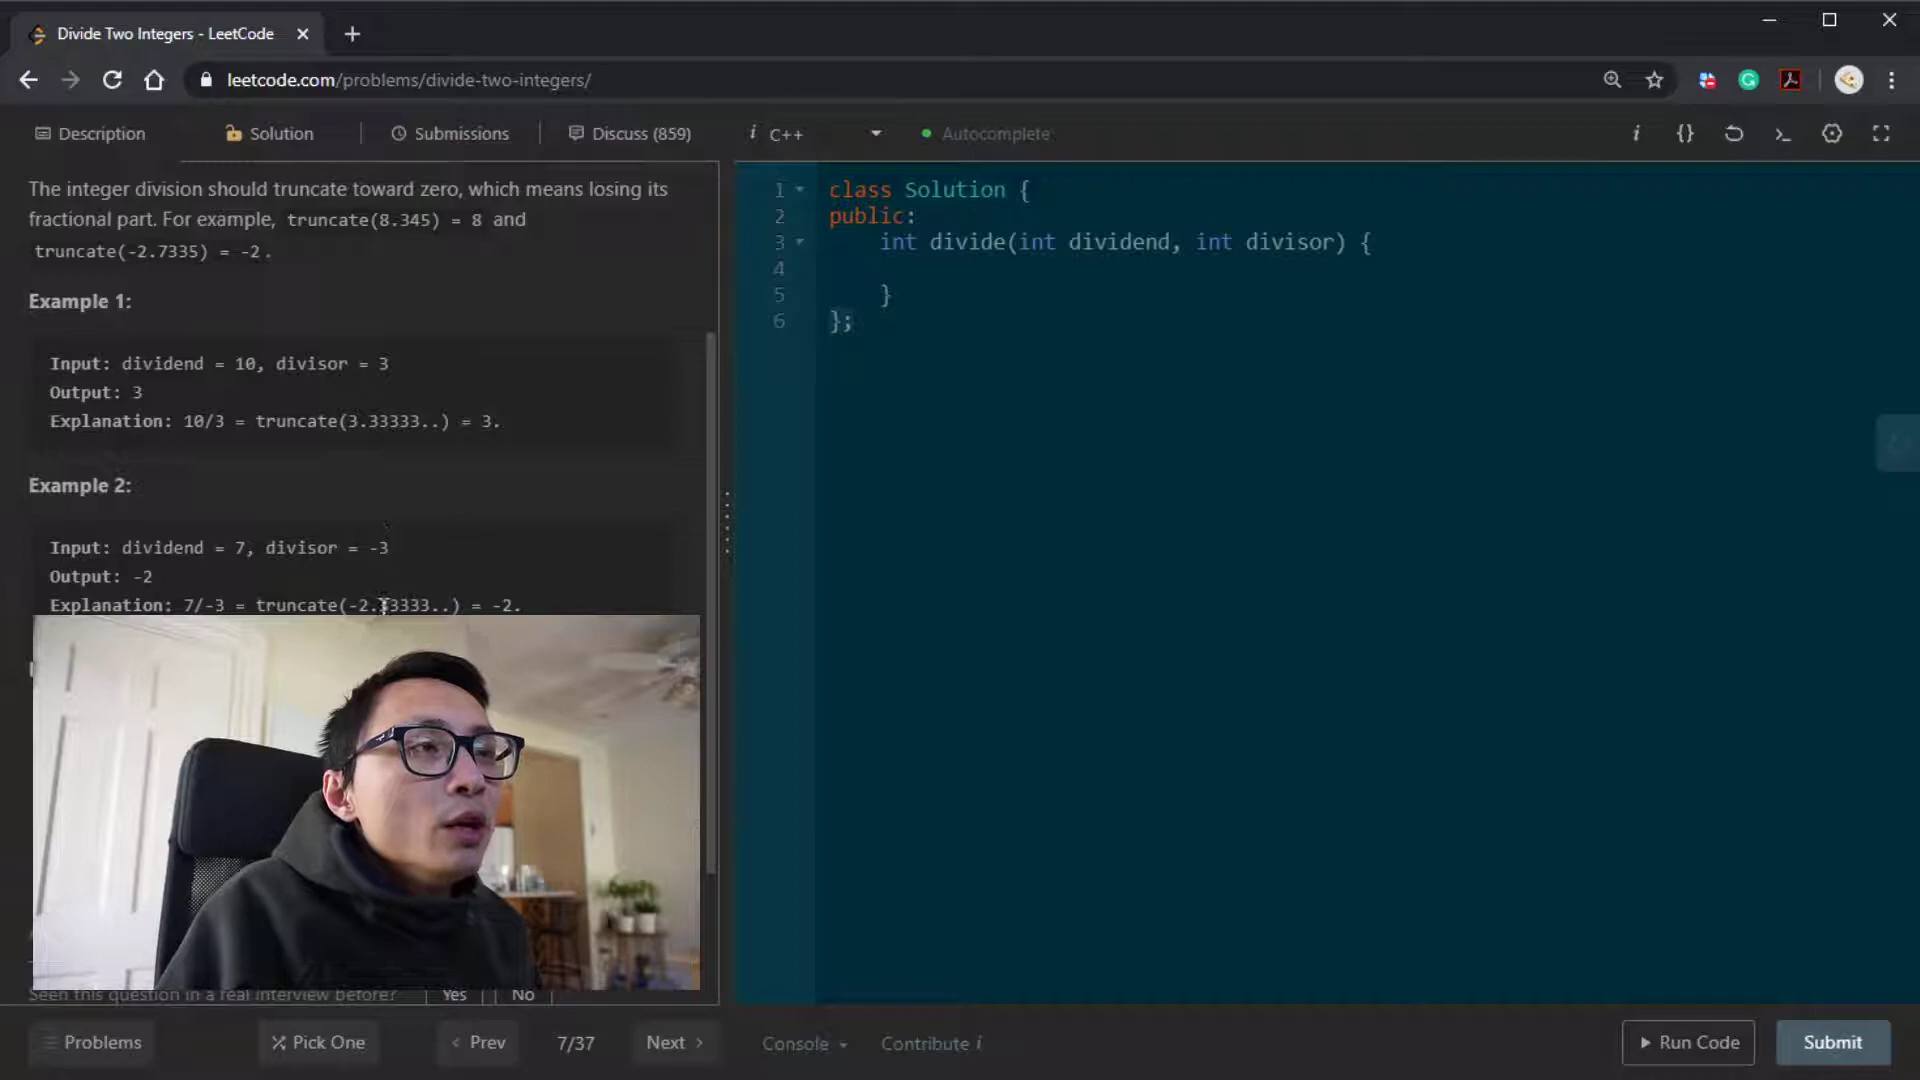 Divide Two Integers - LeetCode
leetcode.com/problems/divide-two-integers/
Description
Solution
Submissions
Discuss (859)
i C++
Autocomplete
The integer division should truncate toward zero, which means losing its
fractional part. For example, truncate(8.345) = 8 and
truncate(-2.7335) = -2.
Example 1:
Input: dividend = 10, divisor = 3
Output: 3
Explanation: 10/3 = truncate(3.33333..) = 3.
Example 2:
Input: dividend = 7, divisor = -3
Output: -2
Explanation: 7/-3 = truncate(-2.33333..) = -2.
Seen this question in a real interview before? Yes No
1 class Solution {
2 public:
3 int divide(int dividend, int divisor) {
4
5 }
6 };
Problems
Pick One
Prev
7/37
Next
Console
Contribute i
Run Code
Submit